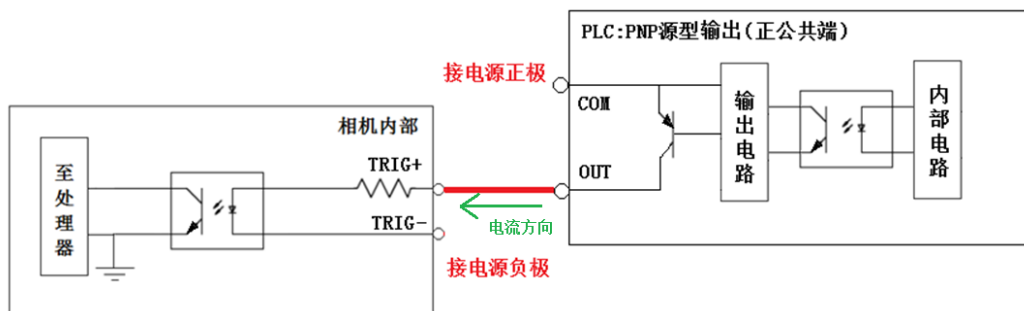 PLC:PNP源型输出(正公共端)
接电源正极
COM
输出电路
内部电路
相机内部
至处理器
TRIG+
OUT
TRIG-
电流方向
接电源负极